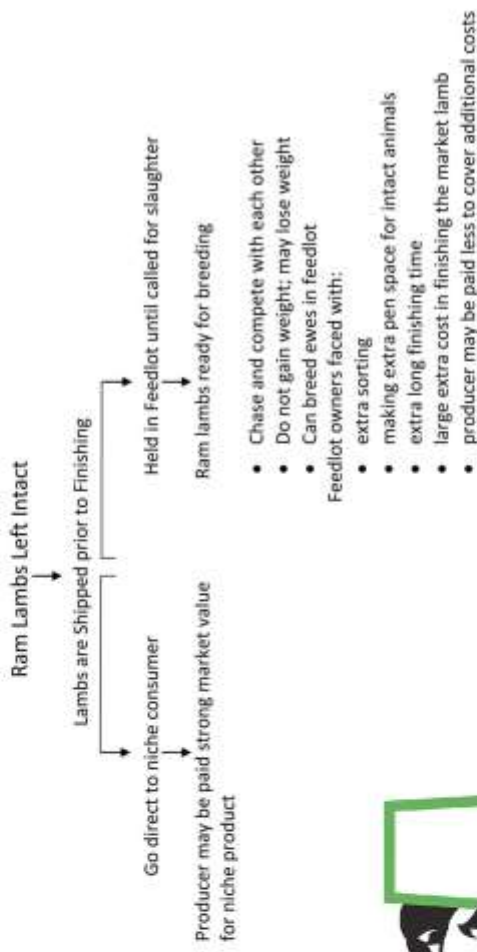 Ram Lambs Left Intact
Lambs are Shipped prior to Finishing
Go direct to niche consumer
Producer may be paid strong market value
for niche product
Held in Feedlot until called for slaughter
Ram lambs ready for breeding
• Chase and compete with each other
• Do not gain weight; may lose weight
• Can breed ewes in feedlot
Feedlot owners faced with:
• extra sorting
• making extra pen space for intact animals
• extra long finishing time
• large extra cost in finishing the market lamb
• producer may be paid less to cover additional costs